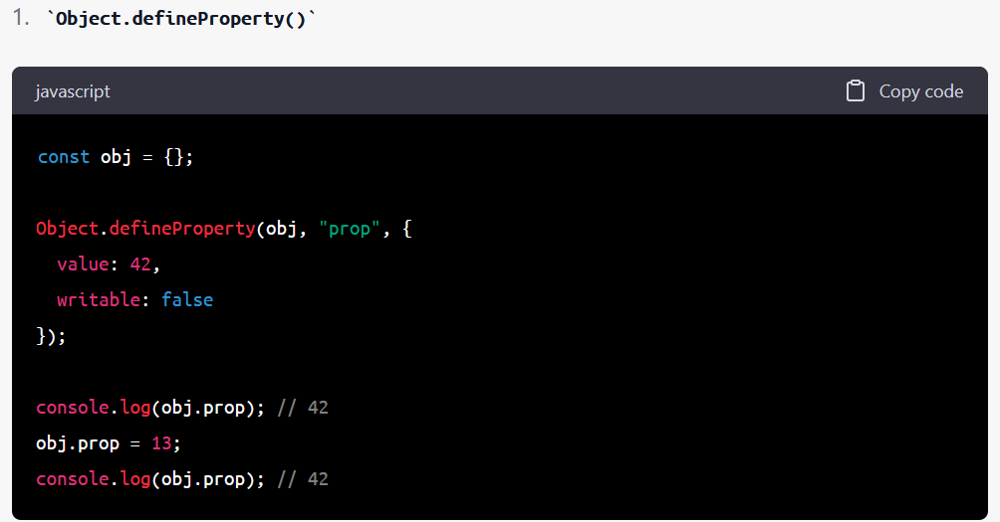 1. `Object.defineProperty()`
javascript
Copy code
const obj = {};
Object.defineProperty(obj, "prop", {
  value: 42,
  writable: false
});
console.log(obj.prop); // 42
obj.prop = 13;
console.log(obj.prop); // 42